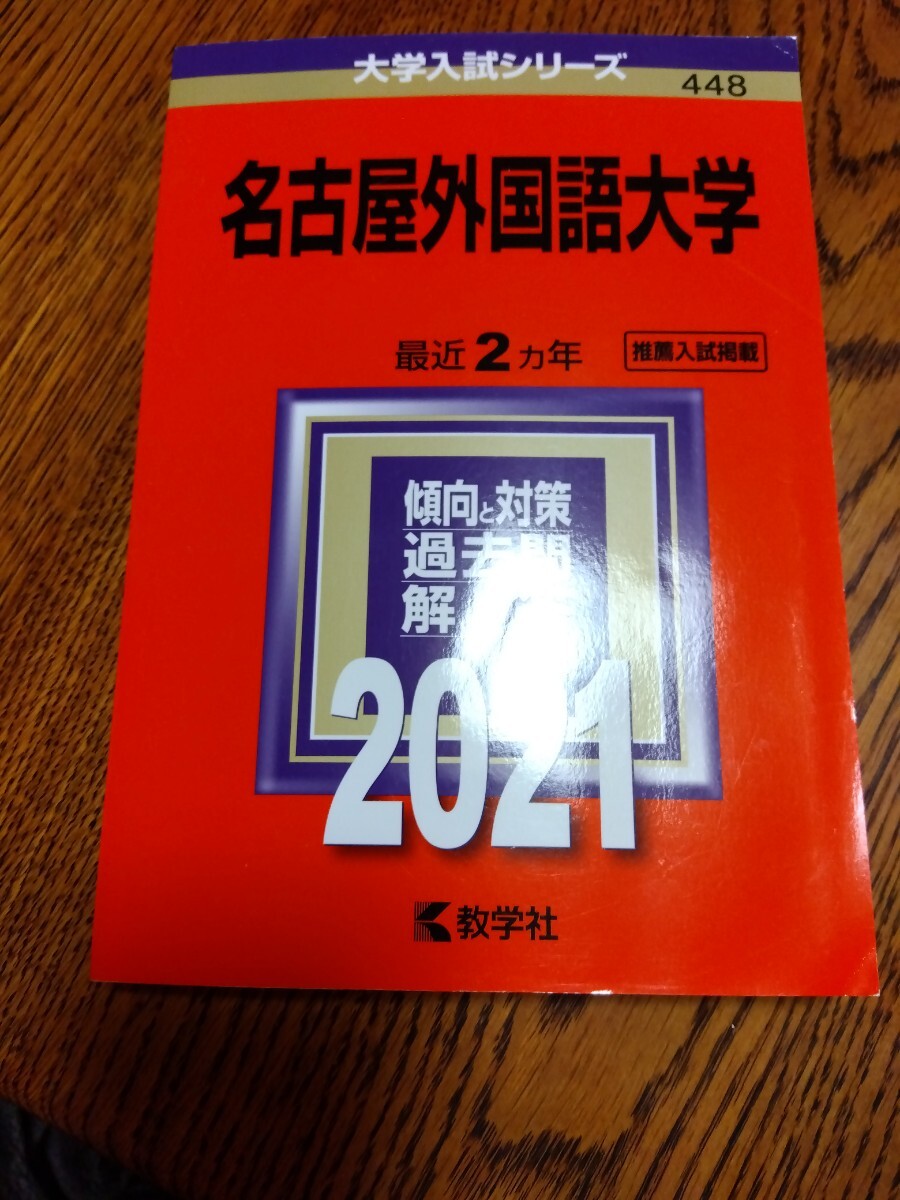 大学入試シリーズ
448
名古屋外国語大学
最近2カ年
推薦入試掲載
傾向と対策
過去問
解
2021
教学社